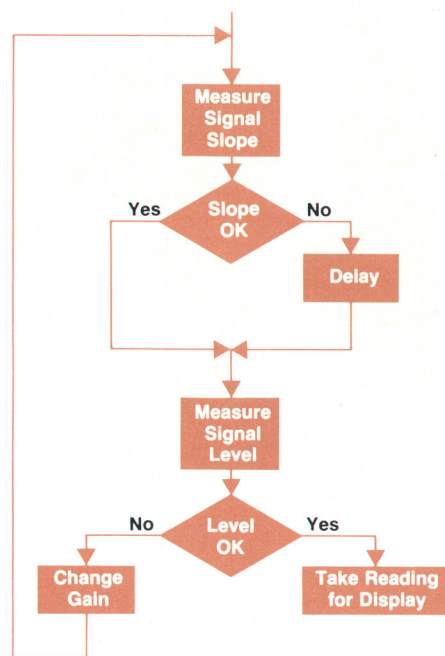 Measure
Signal
Slope
Yes
Slope
OK
No
Delay
Measure
Signal
Level
No
Level
OK
Yes
Change
Gain
Take Reading
for Display